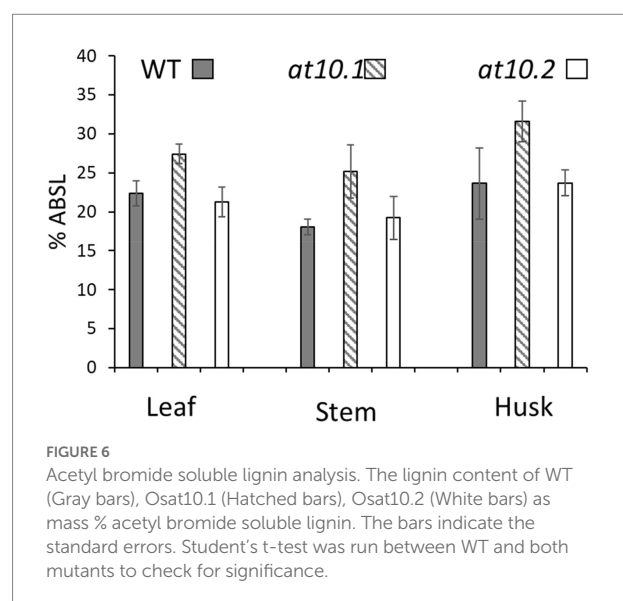 40
WT at10.1 at10.2
35
30
25
20
15
10
5
0
% ABSL
Leaf Stem Husk
FIGURE 6
Acetyl bromide soluble lignin analysis. The lignin content of WT
(Gray bars), Osat10.1 (Hatched bars), Osat10.2 (White bars) as
mass % acetyl bromide soluble lignin. The bars indicate the
standard errors. Student’s t-test was run between WT and both
mutants to check for significance.